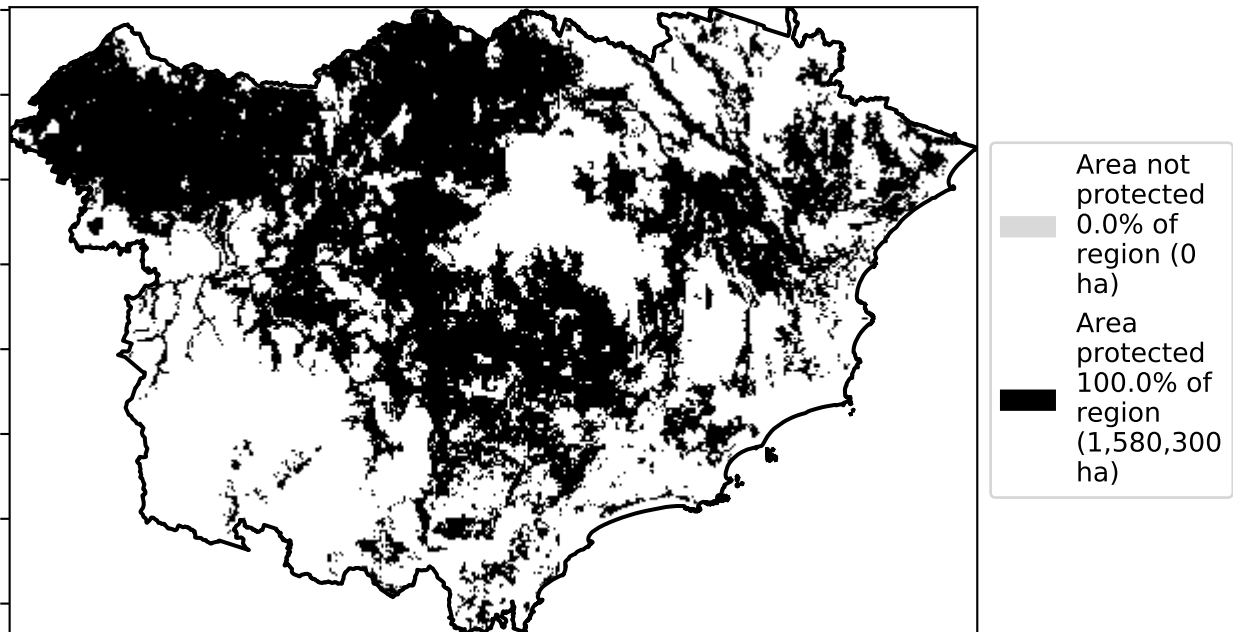 Area not
protected
0.0% of
region (0
ha)
Area
protected
100.0% of
region
(1,580,300
ha)